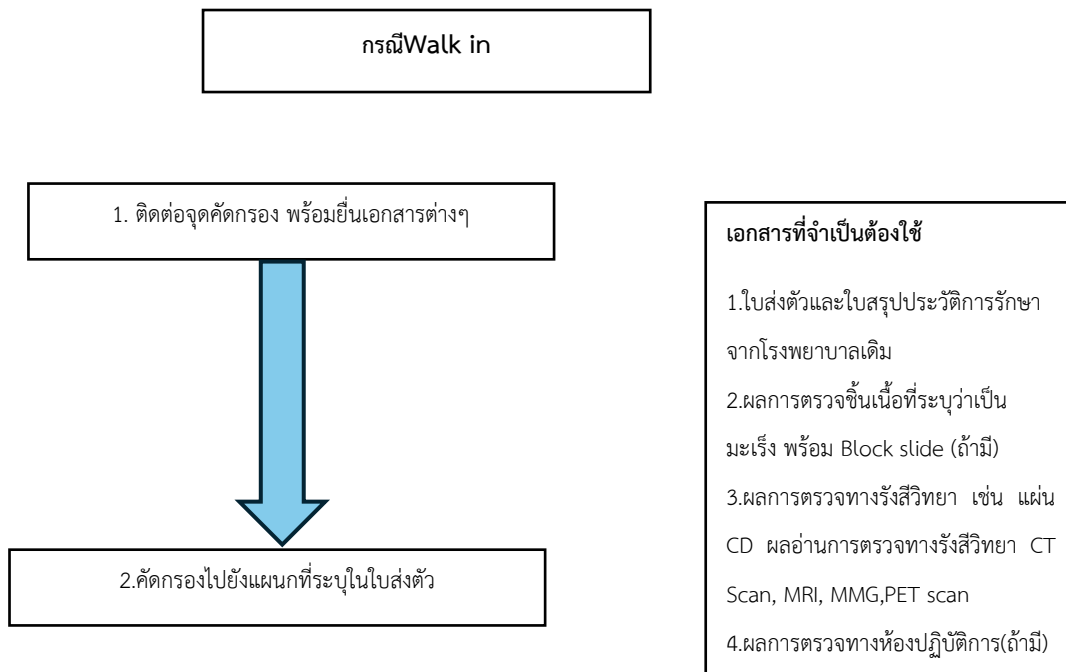 กรณีWalk in
1. ติดต่อจุดคัดกรอง พร้อมยื่นเอกสารต่างๆ
2.คัดกรองไปยังแผนกที่ระบุในใบส่งตัว
เอกสารที่จำเป็นต้องใช้
1.ใบส่งตัวและใบสรุปประวัติการรักษา
จากโรงพยาบาลเดิม
2.ผลการตรวจชิ้นเนื้อที่ระบุว่าเป็น
มะเร็ง พร้อม Block slide (ถ้ามี)
3.ผลการตรวจทางรังสีวิทยา เช่น แผ่น
CD ผลอ่านการตรวจทางรังสีวิทยา CT
Scan, MRI, MMG,PET scan
4.ผลการตรวจทางห้องปฏิบัติการ(ถ้ามี)